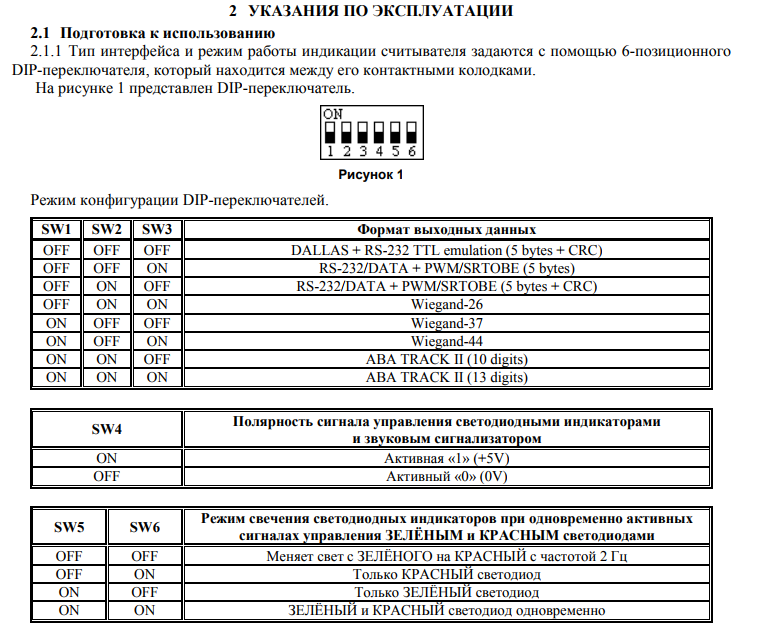 2 УКАЗАНИЯ ПО ЭКСПЛУАТАЦИИ
2.1 Подготовка к использованию
2.1.1 Тип интерфейса и режим работы индикации считывателя задаются с помощью 6-позиционного
DIP-переключателя, который находится между его контактными колодками.
На рисунке 1 представлен DIP-переключатель.
ON
1 2 3 4 5 6
Рисунок 1
Режим конфигурации DIP-переключателей.
SW1 SW2 SW3 Формат выходных данных
OFF OFF OFF DALLAS + RS-232 TTL emulation (5 bytes + CRC)
OFF OFF ON RS-232/DATA + PWM/SRTOBE (5 bytes)
OFF ON OFF RS-232/DATA + PWM/SRTOBE (5 bytes + CRC)
OFF ON ON Wiegand-26
ON OFF OFF Wiegand-37
ON OFF ON Wiegand-44
ON ON OFF ABA TRACK II (10 digits)
ON ON ON ABA TRACK II (13 digits)
SW4 Полярность сигнала управления светодиодными индикаторами
и звуковым сигнализатором
ON Активная «1» (+5V)
OFF Активный «0» (0V)
SW5 SW6 Режим свечения светодиодных индикаторов при одновременно активных
сигналах управления ЗЕЛЁНЫМ и КРАСНЫМ светодиодами
OFF OFF Меняет свет с ЗЕЛЁНОГО на КРАСНЫЙ с частотой 2 Гц
OFF ON Только КРАСНЫЙ светодиод
ON OFF Только ЗЕЛЁНЫЙ светодиод
ON ON ЗЕЛЁНЫЙ и КРАСНЫЙ светодиод одновременно